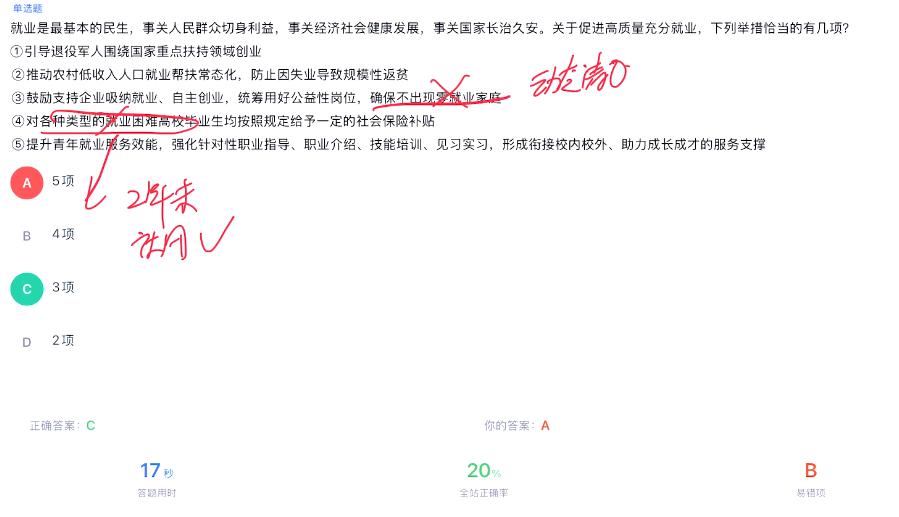 单选题
就业是最基本的民生，事关人民群众切身利益，事关经济社会健康发展，事关国家长治久安。关于促进高质量充分就业，下列举措恰当的有几项?
①引导退役军人围绕国家重点扶持领域创业
②推动农村低收入人口就业帮扶常态化，防止因失业导致规模性返贫
③鼓励支持企业吸纳就业、自主创业，统筹用好公益性岗位，确保不出现零就业家庭
动态清0
④对各种类型的就业困难高校毕业生均按照规定给予一定的社会保险补贴
⑤提升青年就业服务效能，强化针对性职业指导、职业介绍、技能培训、见习实习，形成衔接校内校外、助力成长成才的服务支撑
A 5项
2年未
B 4项
C 3项
D 2项
正确答案：C
你的答案：A
17秒
20%
B
答题用时
全站正确率
易错项